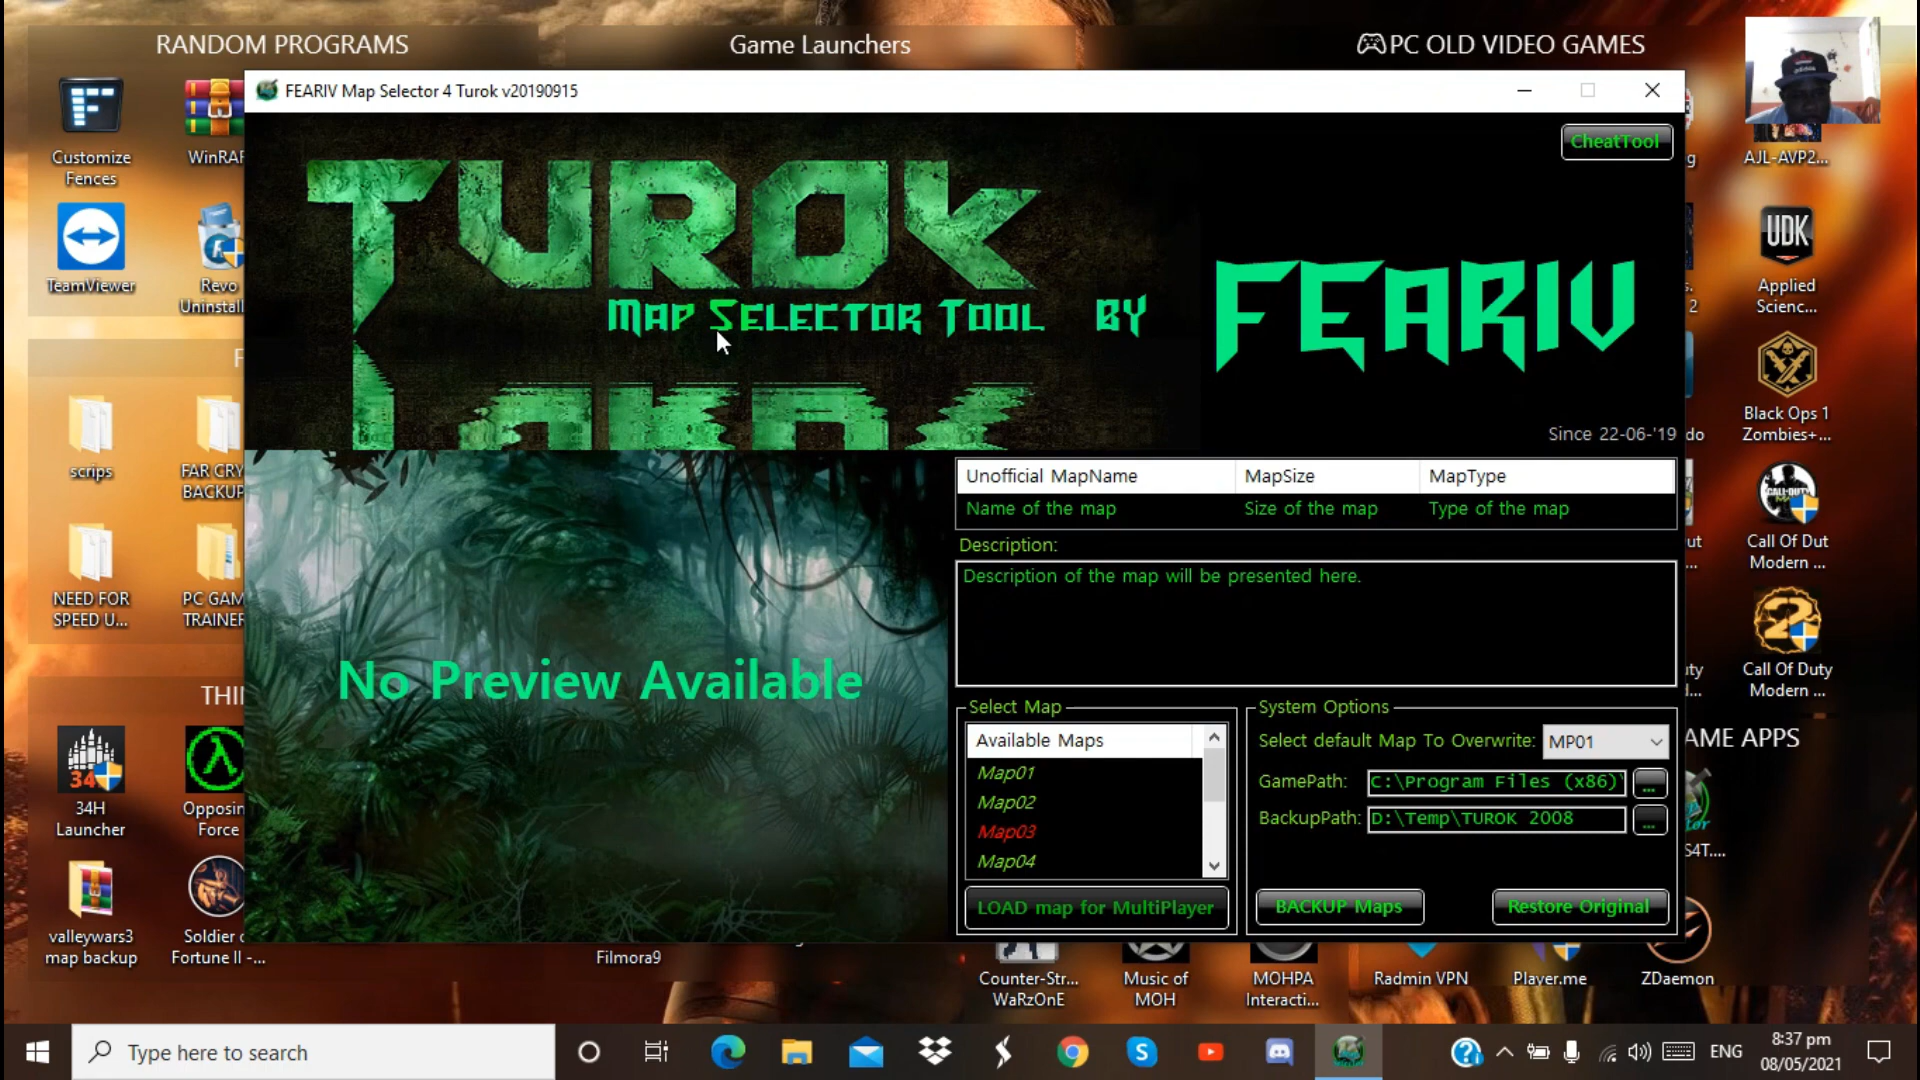 RANDOM PROGRAMS
Game Launchers
PC OLD VIDEO GAMES
FEARIV Map Selector 4 Turok v20190915
CheatTool
TUROK
MAP SELECTOR TOOL BY
FEARIV
Since 22-06-'19
No Preview Available
Unofficial MapName MapSize MapType
Name of the map Size of the map Type of the map
Description:
Description of the map will be presented here.
Select Map
Available Maps
Map01
Map02
Map03
Map04
LOAD map for MultiPlayer
System Options
Select default Map To Overwrite: MP01
GamePath: C:\Program Files (x86)\ ...
BackupPath: D:\Temp\TUROK 2008 ...
BACKUP Maps
Restore Original
Customize
Fences
WinRAR
TeamViewer
Revo
Uninstall
scrips
FAR CRY
BACKUP
NEED FOR
SPEED U...
PC GAM
TRAINER
THI
34
34H
Launcher
Opposin
Force
valleywars3
map backup
Soldier o
Fortune II -...
AJL-AVP2...
UDK
Applied
Scienc...
Black Ops 1
Zombies+...
Call Of Dut
Modern ...
2
Call Of Duty
Modern ...
AME APPS
S4T....
Filmora9
Counter-Str...
WaRzOnE
Music of
MOH
MOHPA
Interacti...
Radmin VPN
Player.me
ZDaemon
Type here to search
ENG
8:37 pm
08/05/2021